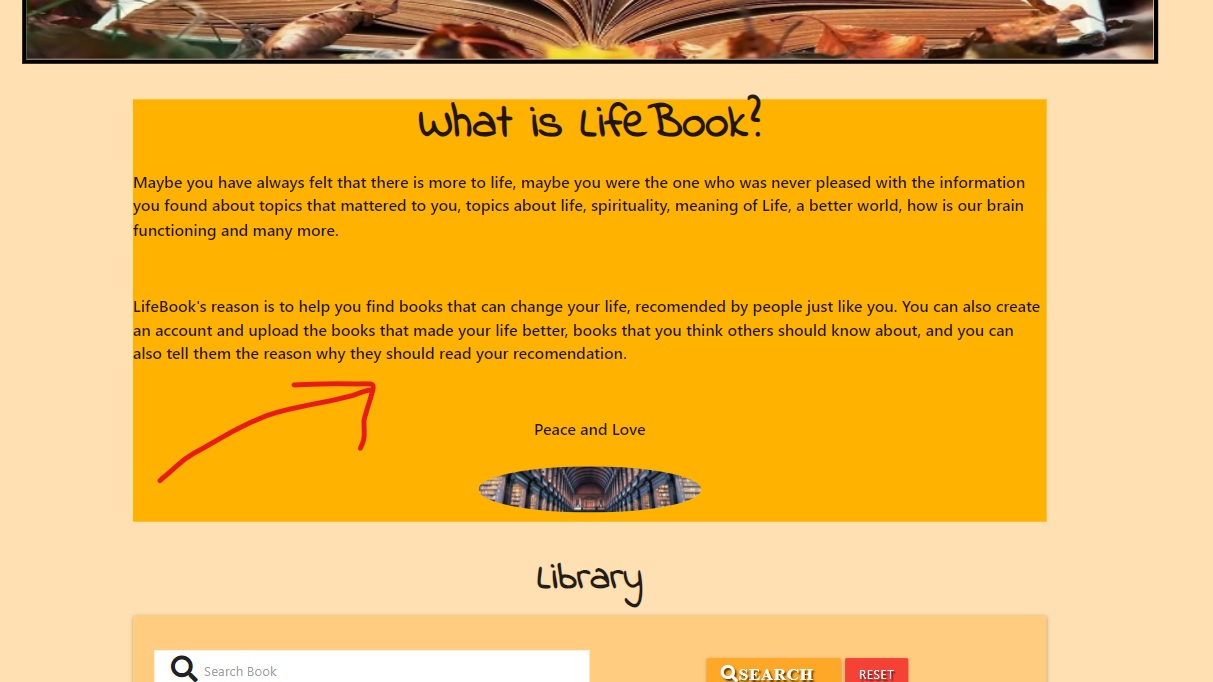 What is LifeBook?
Maybe you have always felt that there is more to life, maybe you were the one who was never pleased with the information
you found about topics that mattered to you, topics about life, spirituality, meaning of Life, a better world, how is our brain
functioning and many more.
LifeBook's reason is to help you find books that can change your life, recomended by people just like you. You can also create
an account and upload the books that made your life better, books that you think others should know about, and you can
also tell them the reason why they should read your recomendation.
Peace and Love
Library
Search Book
SEARCH
RESET